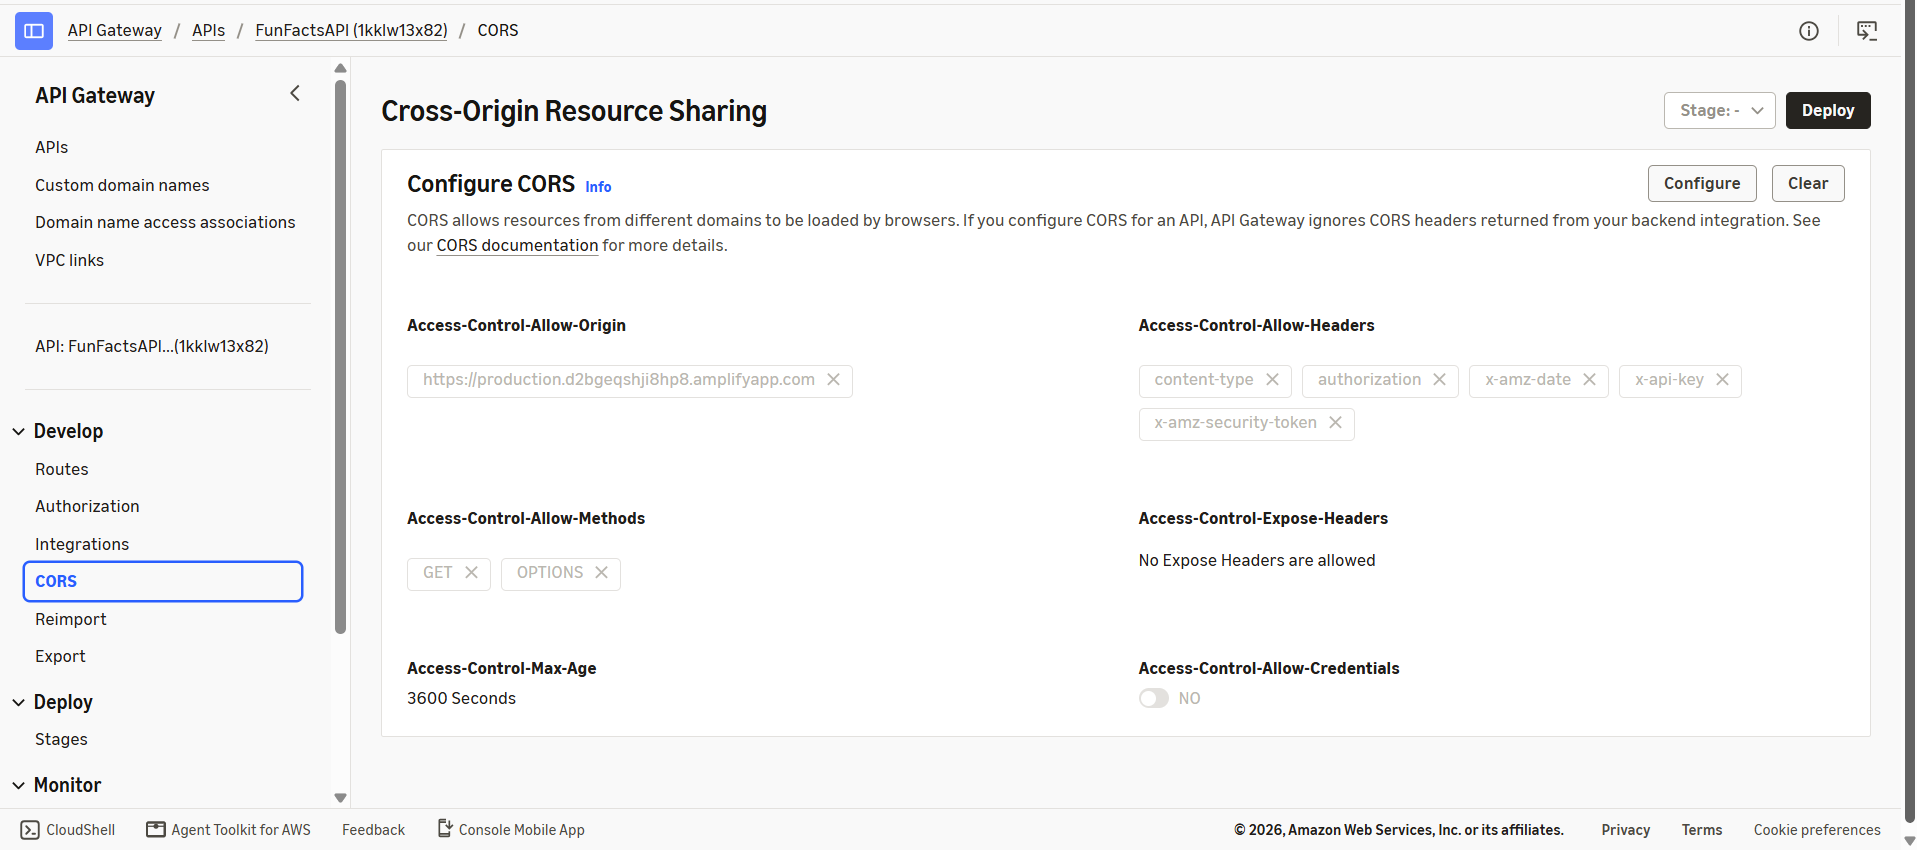 API Gateway / APIs / FunFactsAPI (1kklw13x82) / CORS
API Gateway
APIs
Custom domain names
Domain name access associations
VPC links
API: FunFactsAPI...(1kklw13x82)
Develop
Routes
Authorization
Integrations
CORS
Reimport
Export
Deploy
Stages
Monitor
Cross-Origin Resource Sharing
Stage: -
Deploy
Configure CORS Info
Configure
Clear
CORS allows resources from different domains to be loaded by browsers. If you configure CORS for an API, API Gateway ignores CORS headers returned from your backend integration. See
our CORS documentation for more details.
Access-Control-Allow-Origin
https://production.d2bgeqshji8hp8.amplifyapp.com
Access-Control-Allow-Headers
content-type authorization x-amz-date x-api-key
x-amz-security-token
Access-Control-Allow-Methods
GET OPTIONS
Access-Control-Expose-Headers
No Expose Headers are allowed
Access-Control-Max-Age
3600 Seconds
Access-Control-Allow-Credentials
NO
CloudShell Agent Toolkit for AWS Feedback Console Mobile App © 2026, Amazon Web Services, Inc. or its affiliates. Privacy Terms Cookie preferences